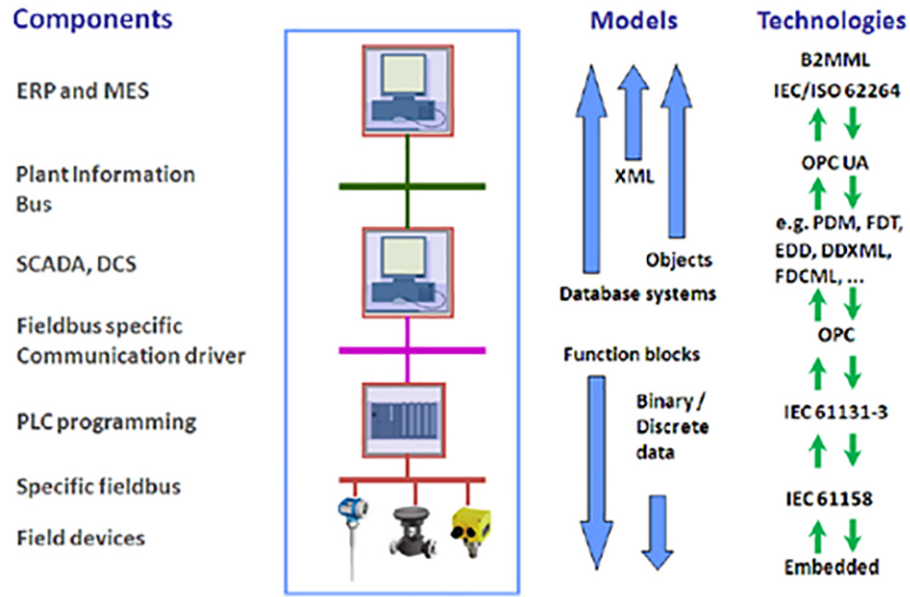 Components
ERP and MES
Plant Information
Bus
SCADA, DCS
Fieldbus specific
Communication driver
PLC programming
Specific fieldbus
Field devices
Models
XML
Objects
Database systems
Function blocks
Binary /
Discrete
data
Technologies
B2MML
IEC/ISO 62264
OPC UA
e.g. PDM, FDT,
EDD, DDXML,
FDCML, ...
OPC
IEC 61131-3
IEC 61158
Embedded